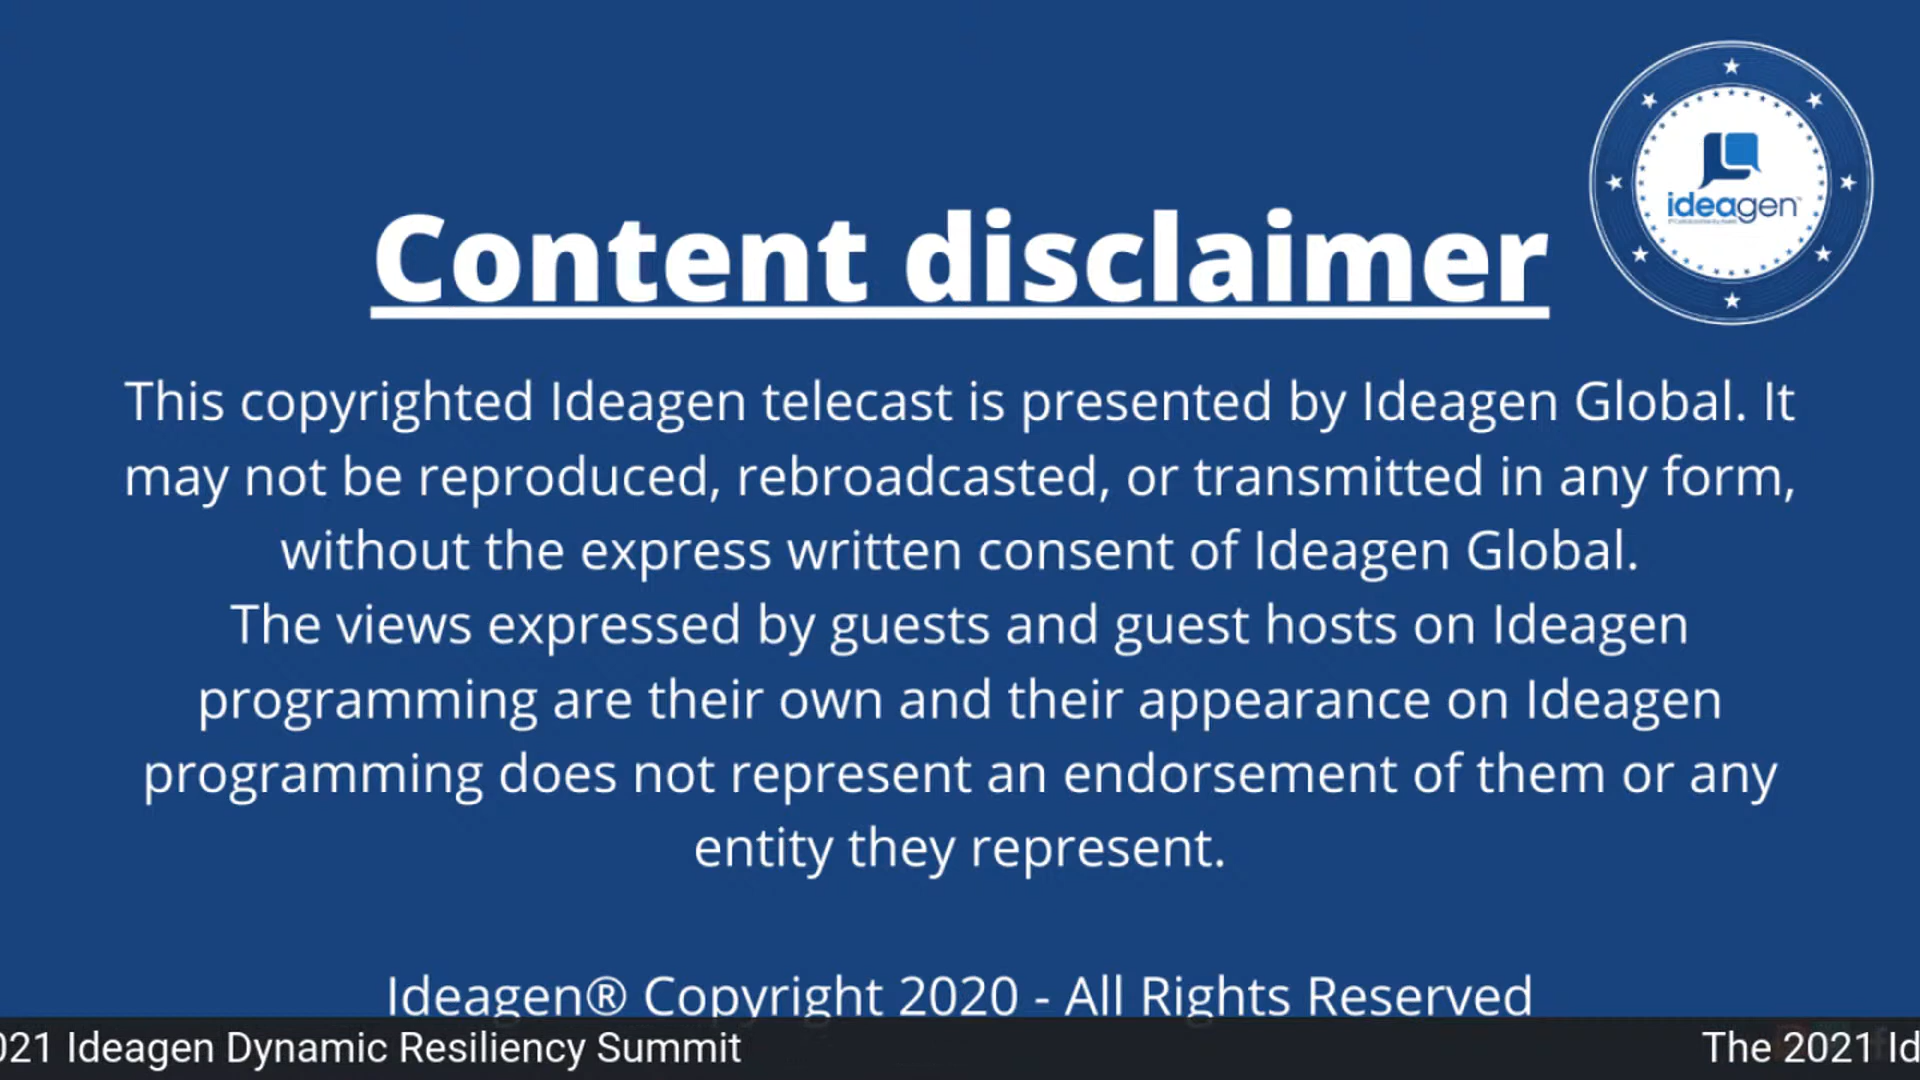 ideagen
Content disclaimer
This copyrighted Ideagen telecast is presented by Ideagen Global. It
may not be reproduced, rebroadcasted, or transmitted in any form,
without the express written consent of Ideagen Global.
The views expressed by guests and guest hosts on Ideagen
programming are their own and their appearance on Ideagen
programming does not represent an endorsement of them or any
entity they represent.
Ideagen® Copyright 2020 - All Rights Reserved
021 Ideagen Dynamic Resiliency Summit
The 2021 Id